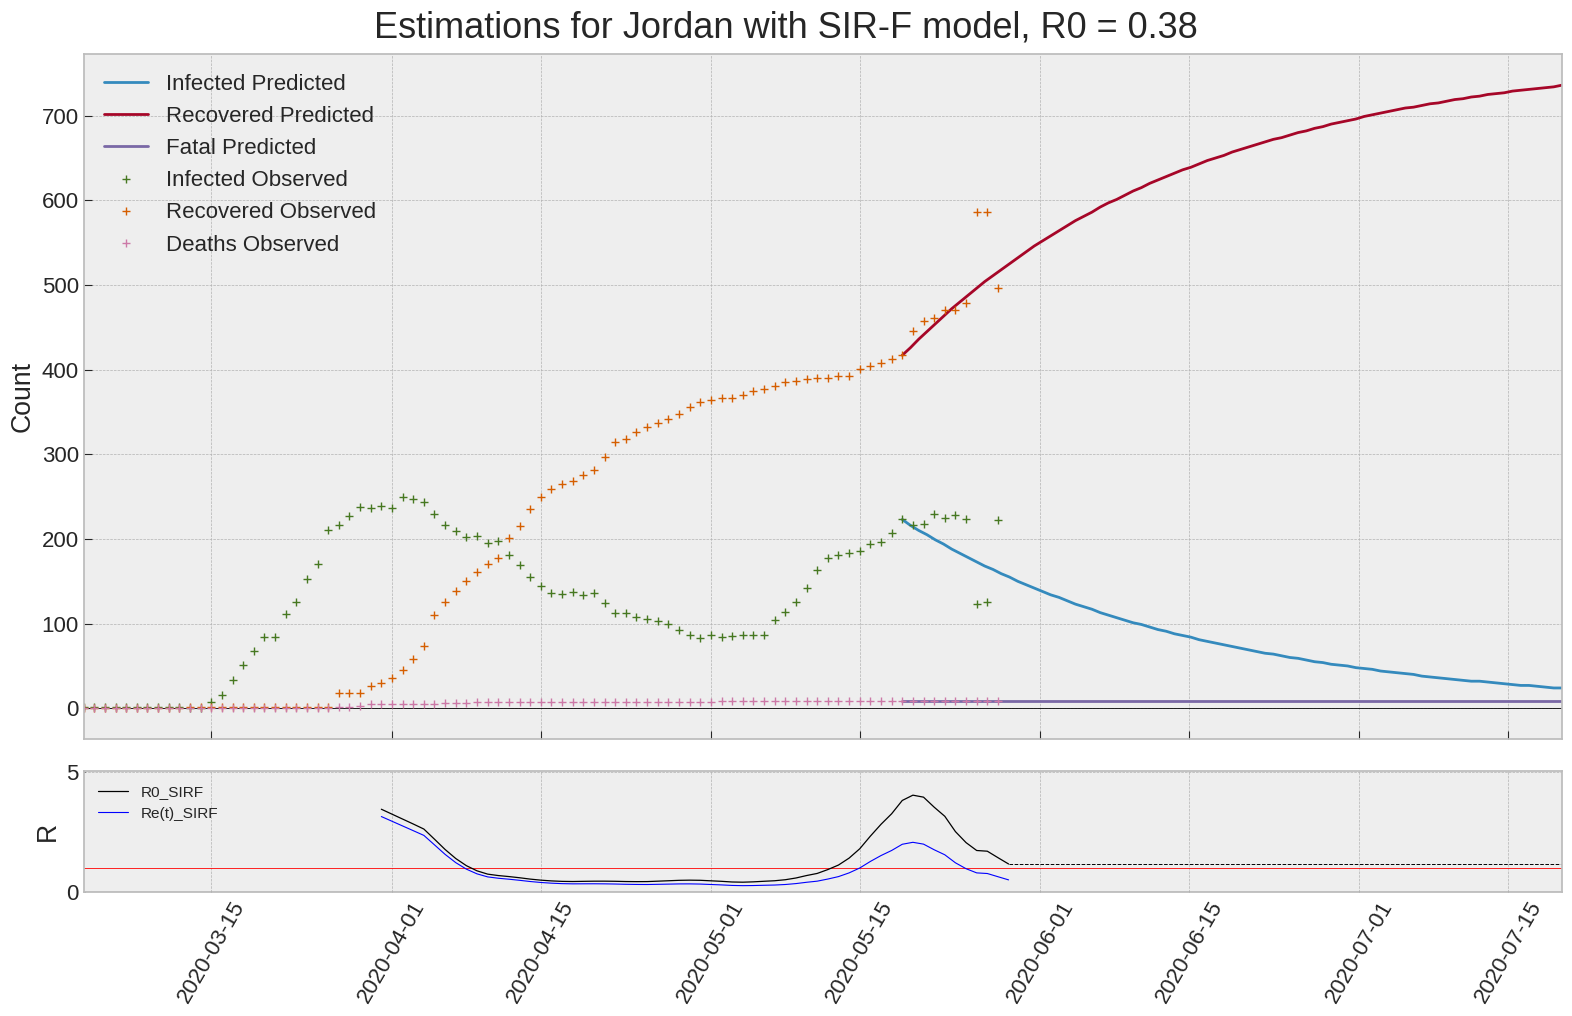 Estimations for Jordan with SIR-F model, R0 = 0.38
Infected Predicted
Recovered Predicted
Fatal Predicted
Infected Observed
Recovered Observed
Deaths Observed
700
600
500
400
300
200
100
0
Count
5
0
R
R0_SIRF
Re(t)_SIRF
2020-03-15
2020-04-01
2020-04-15
2020-05-01
2020-05-15
2020-06-01
2020-06-15
2020-07-01
2020-07-15